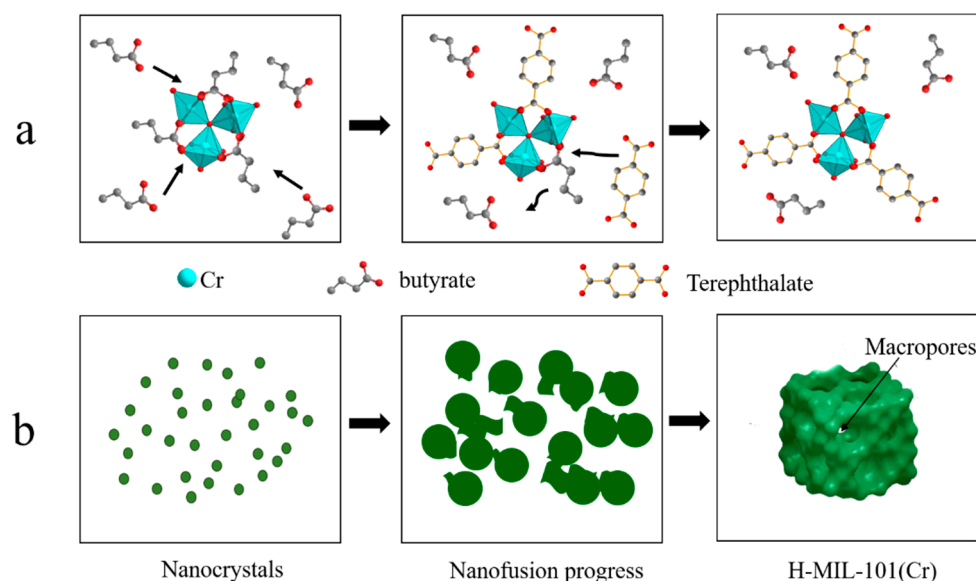 a
Cr
butyrate
Terephthalate
b
Macropores
Nanocrystals
Nanofusion progress
H-MIL-101(Cr)